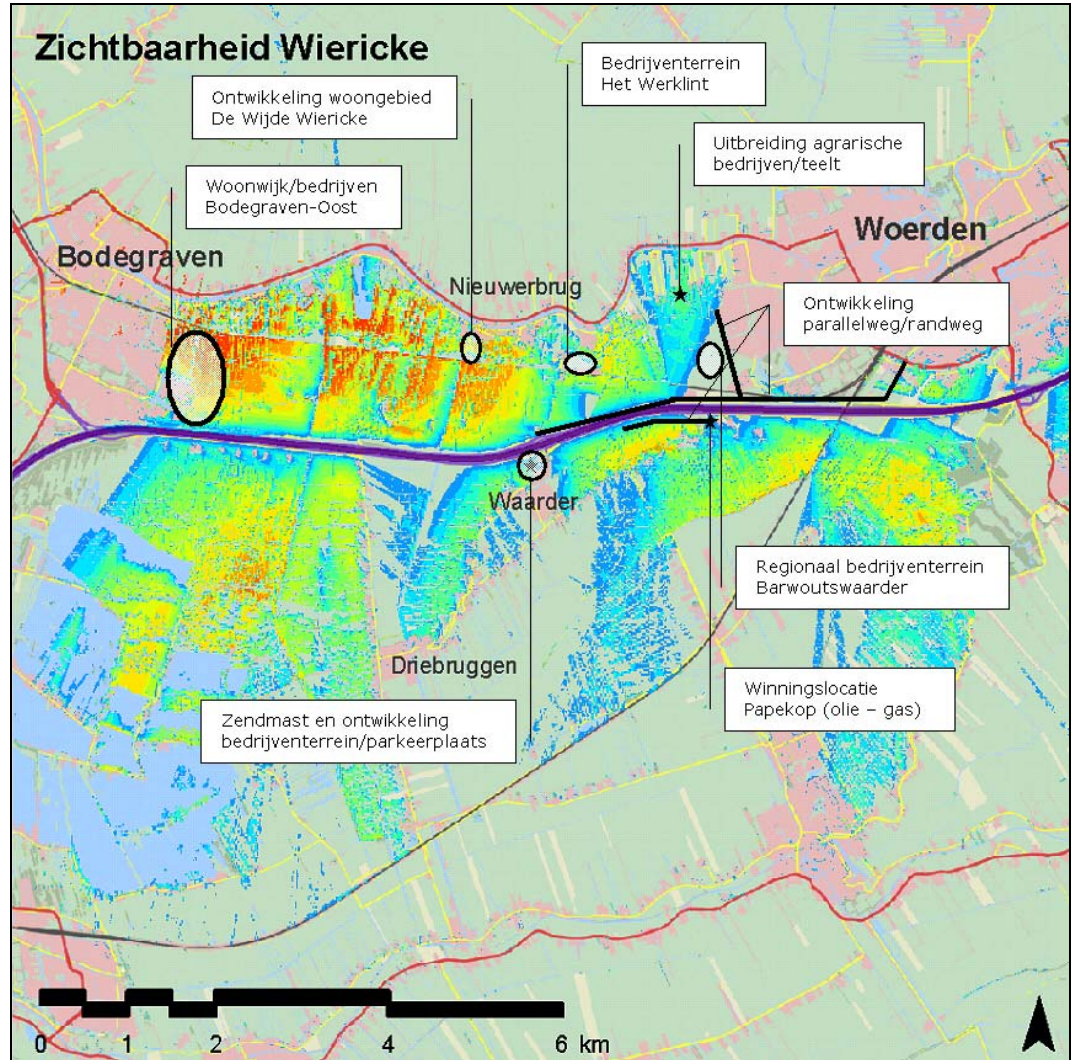 Zichtbaarheid Wiericke
Bedrijventerrein
Het Werklint
Ontwikkeling woongebied
De Wijde Wiericke
Uitbreiding agrarische
bedrijven/teelt
Woonwijk/bedrijven
Bodegraven-Oost
Woerden
Bodegraven
Nieuwerbrug
Ontwikkeling
parallelweg/randweg
Waarder
Regionaal bedrijventerrein
Barwoutswaarder
Driebruggen
Winningslocatie
Papekop (olie – gas)
Zendmast en ontwikkeling
bedrijventerrein/parkeerplaats
0 1 2 4 6 km